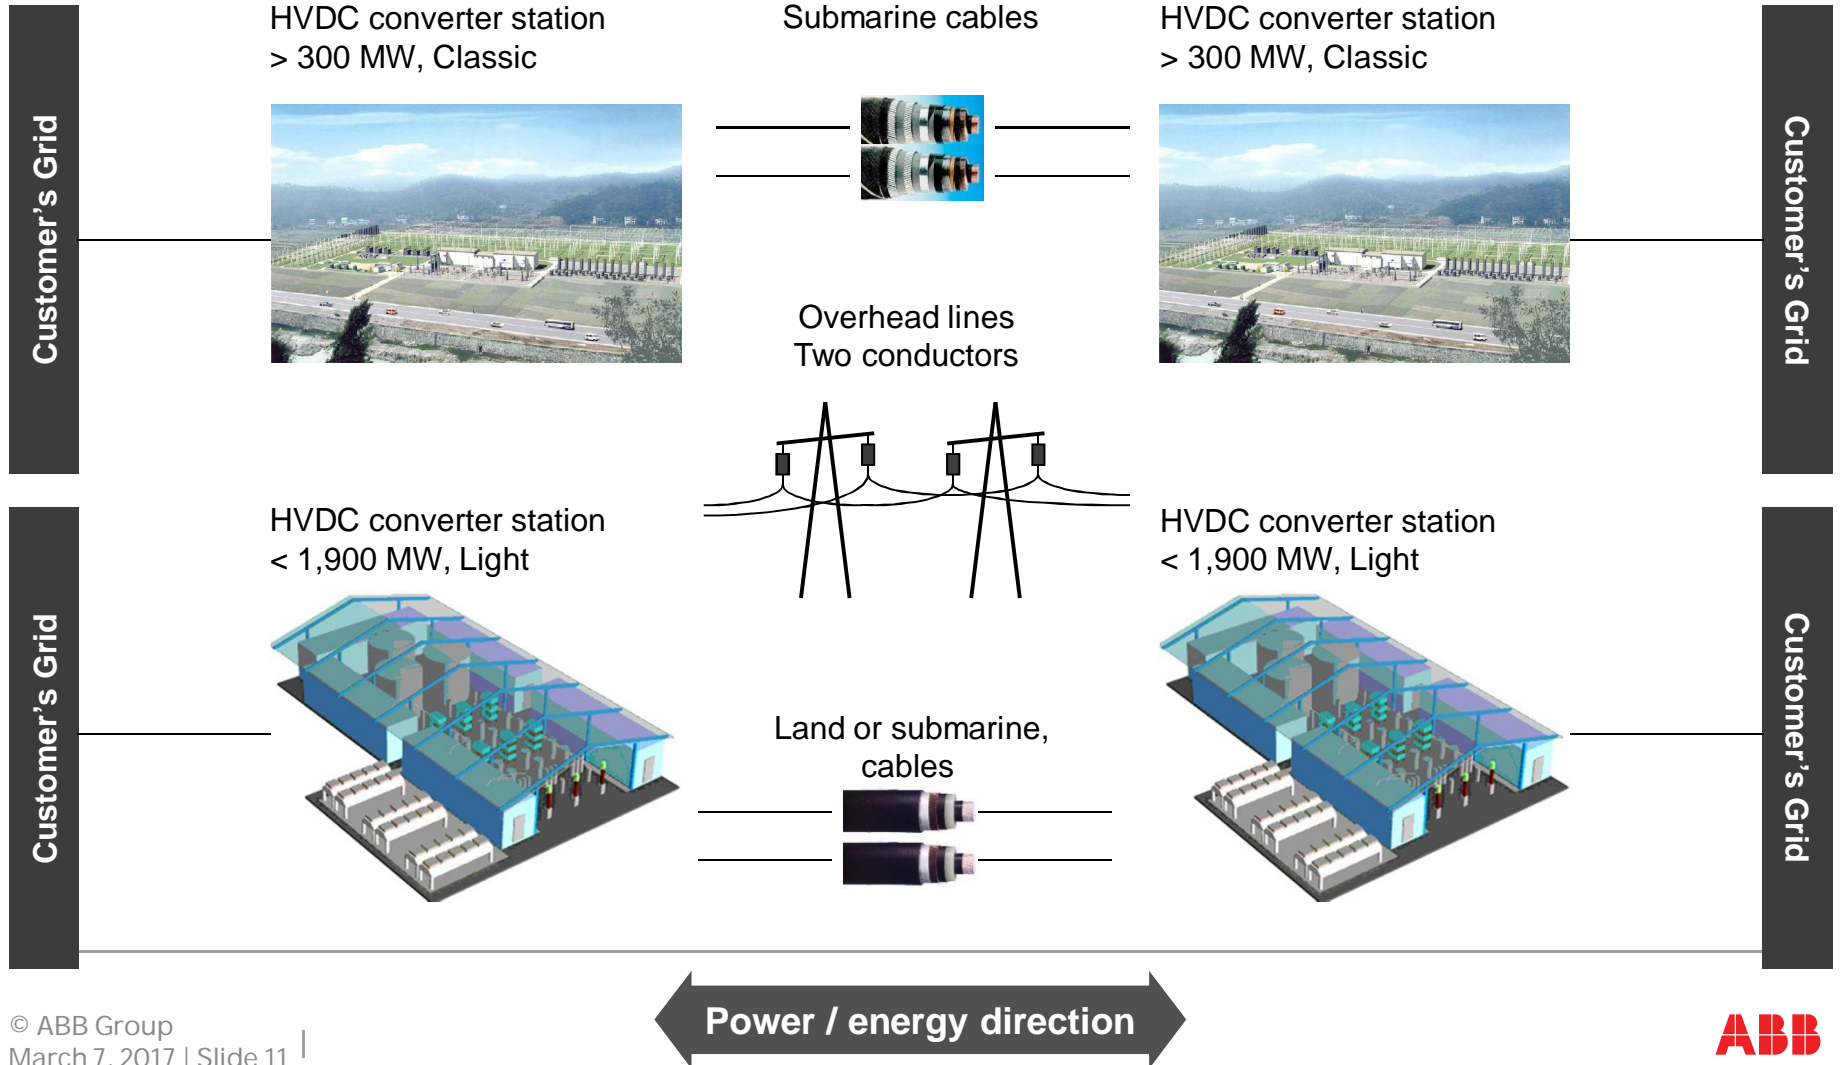 HVDC converter station
> 300 MW, Classic
Submarine cables
HVDC converter station
> 300 MW, Classic
Customer's Grid
Customer's Grid
Overhead lines
Two conductors
HVDC converter station
< 1,900 MW, Light
HVDC converter station
< 1,900 MW, Light
Customer's Grid
Customer's Grid
Land or submarine,
cables
Power / energy direction
© ABB Group
March 7, 2017 | Slide 11
ABB